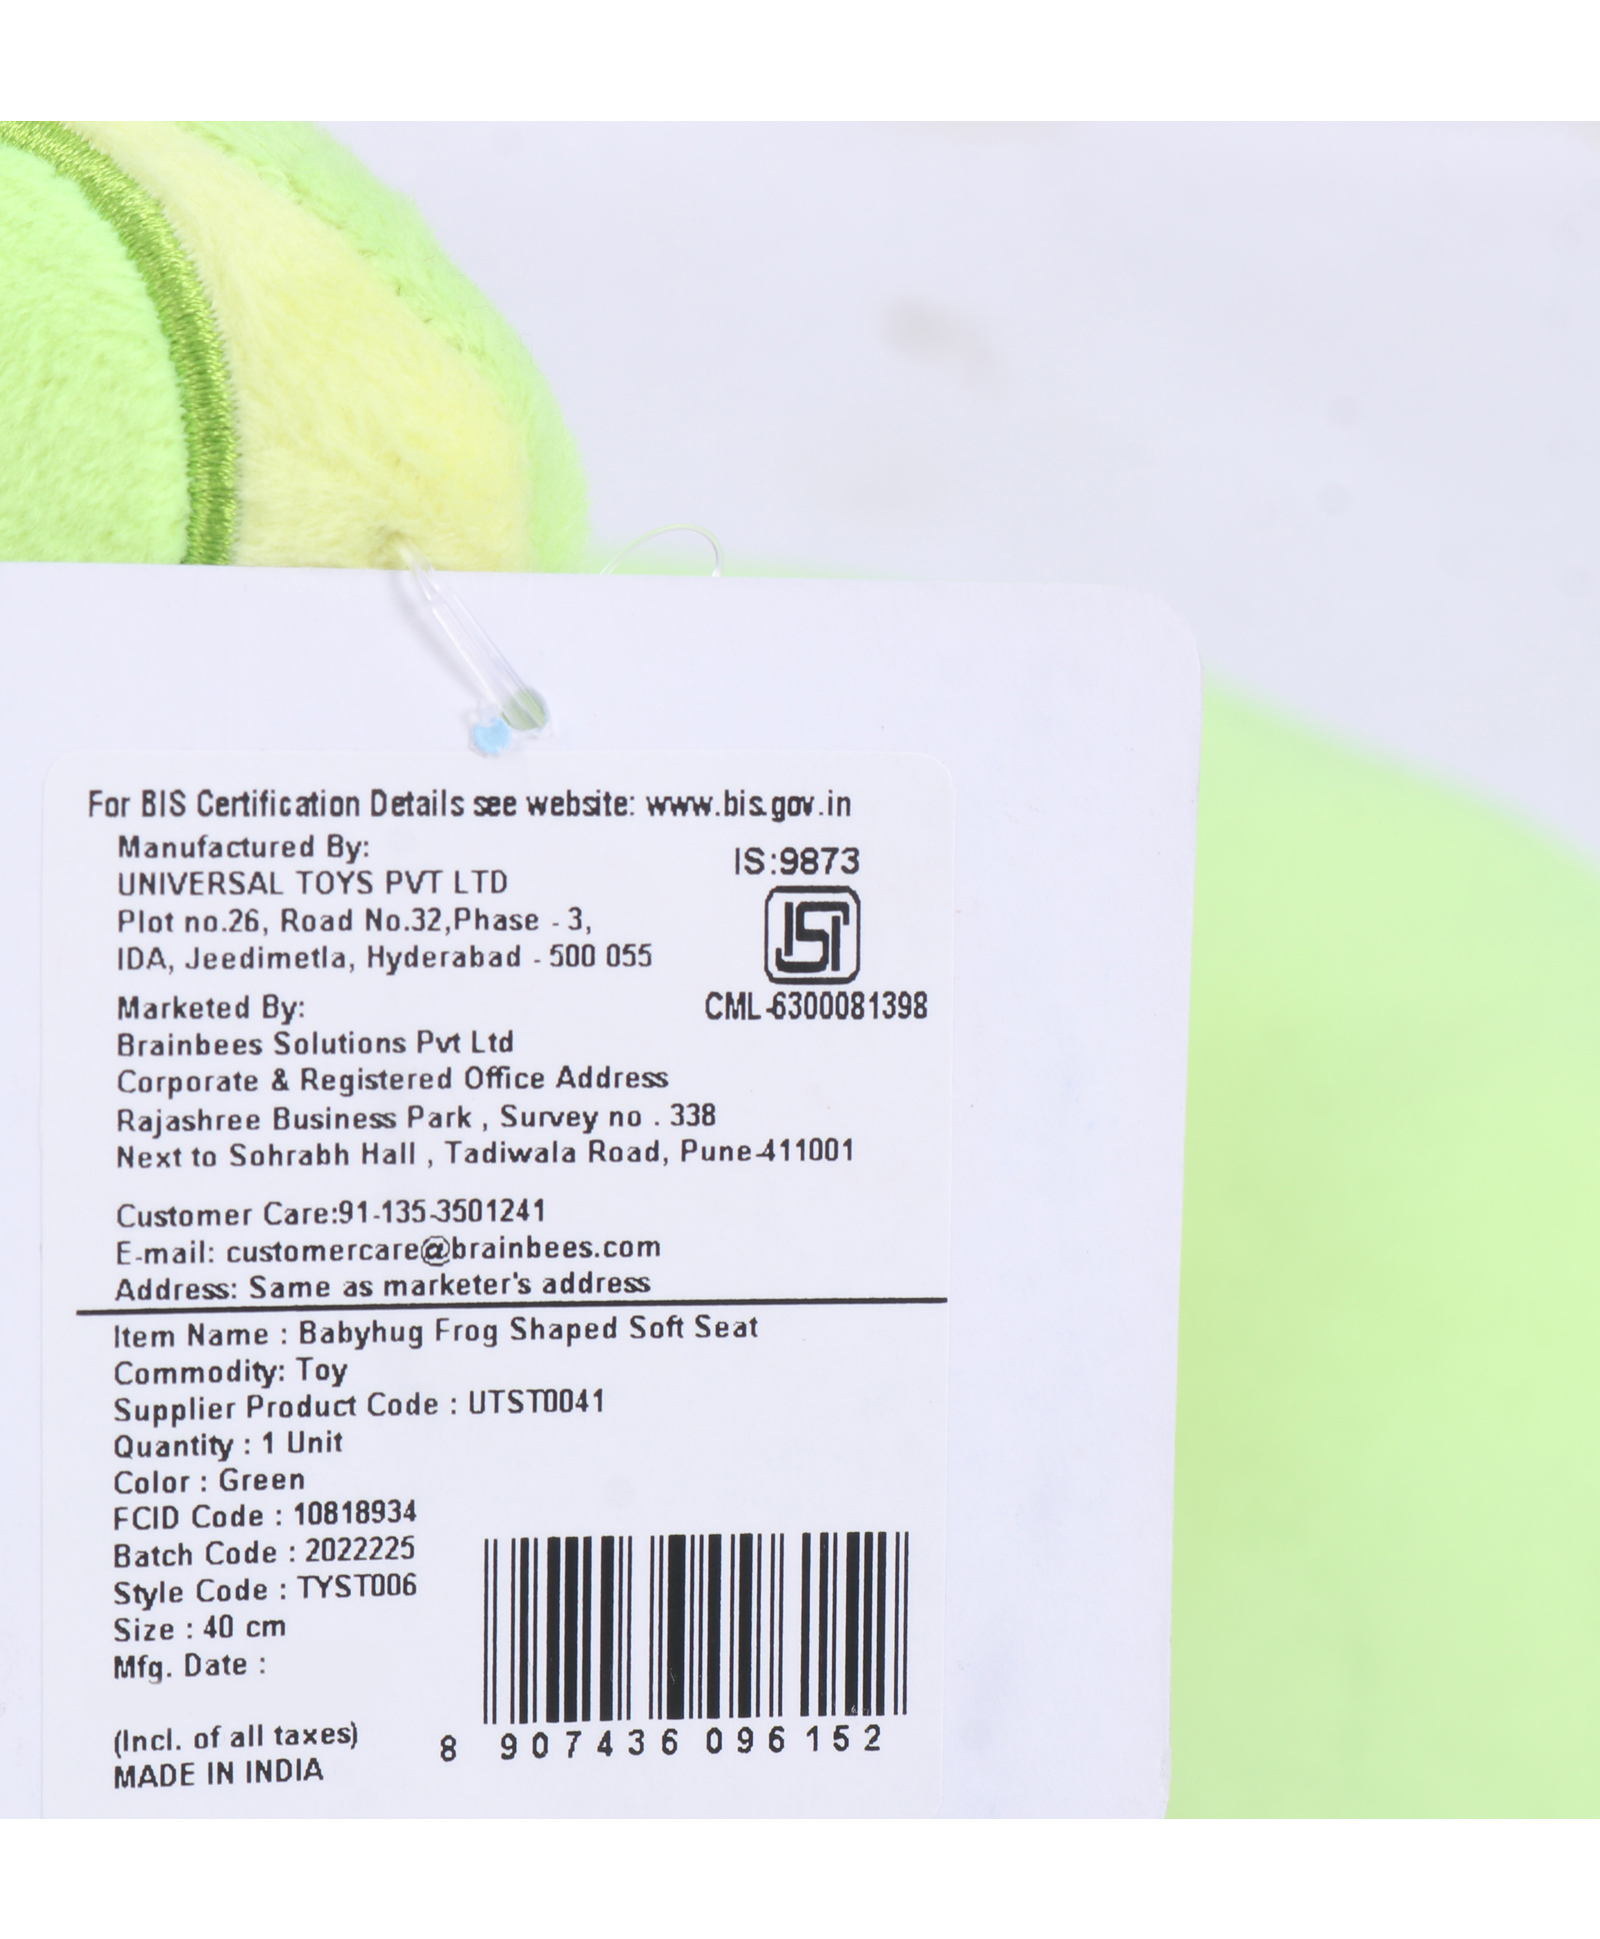 For BIS Certification Details see website: www.bis.gov.in
Manufactured By:
UNIVERSAL TOYS PVT LTD
Plot no.26, Road No.32,Phase - 3,
IDA, Jeedimetla, Hyderabad - 500 055
IS:9873
ISI
CML-6300081398
Marketed By:
Brainbees Solutions Pvt Ltd
Corporate & Registered Office Address
Rajashree Business Park , Survey no . 338
Next to Sohrabh Hall , Tadiwala Road, Pune-411001
Customer Care:91-135-3501241
E-mail: customercare@brainbees.com
Address: Same as marketer's address
Item Name : Babyhug Frog Shaped Soft Seat
Commodity: Toy
Supplier Product Code : UTST0041
Quantity : 1 Unit
Color : Green
FCID Code : 10818934
Batch Code : 2022225
Style Code : TYST006
Size : 40 cm
Mfg. Date :
(Incl. of all taxes)
MADE IN INDIA
8 907436 096152